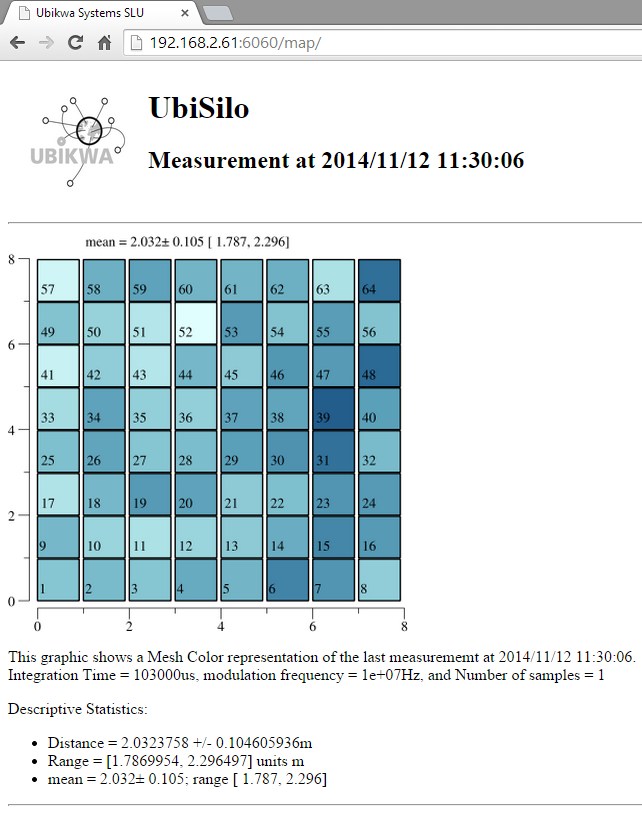 Ubikwa Systems SLU
192.168.2.61:6060/map/
UBIKWA
UbiSilo
Measurement at 2014/11/12 11:30:06
mean = 2.032± 0.105 [ 1.787, 2.296]
8
57 58 59 60 61 62 63 64
49 50 51 52 53 54 55 56
6
41 42 43 44 45 46 47 48
33 34 35 36 37 38 39 40
4
25 26 27 28 29 30 31 32
17 18 19 20 21 22 23 24
2
9 10 11 12 13 14 15 16
1 2 3 4 5 6 7 8
0
0 2 4 6 8
This graphic shows a Mesh Color representation of the last measurememt at 2014/11/12 11:30:06.
Integration Time = 103000us, modulation frequency = 1e+07Hz, and Number of samples = 1
Descriptive Statistics:
• Distance = 2.0323758 +/- 0.104605936m
• Range = [1.7869954, 2.296497] units m
• mean = 2.032± 0.105; range [ 1.787, 2.296]